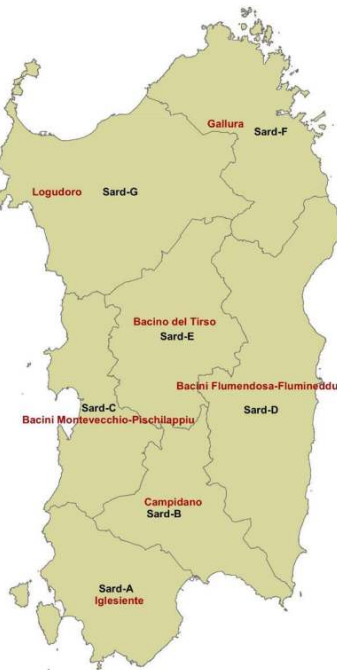 Gallura
Sard-F
Logudoro Sard-G
Bacino del Tirso
Sard-E
Bacini Flumendosa-Flumineddu
Sard-C
Sard-D
Bacini Montevecchio-Pischilappiu
Campidano
Sard-B
Sard-A
Iglesiente